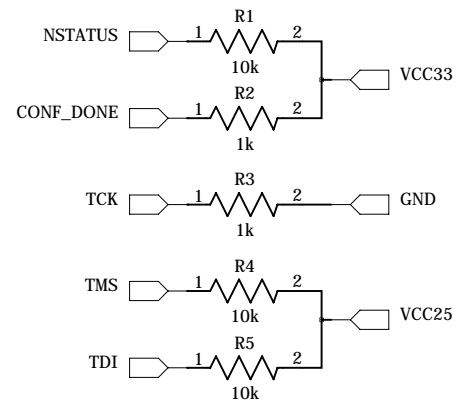 R1
NSTATUS 1 2
10k
VCC33
R2
CONF_DONE 1 2
1k
R3
TCK 1 2 GND
1k
R4
TMS 1 2
10k
VCC25
R5
TDI 1 2
10k